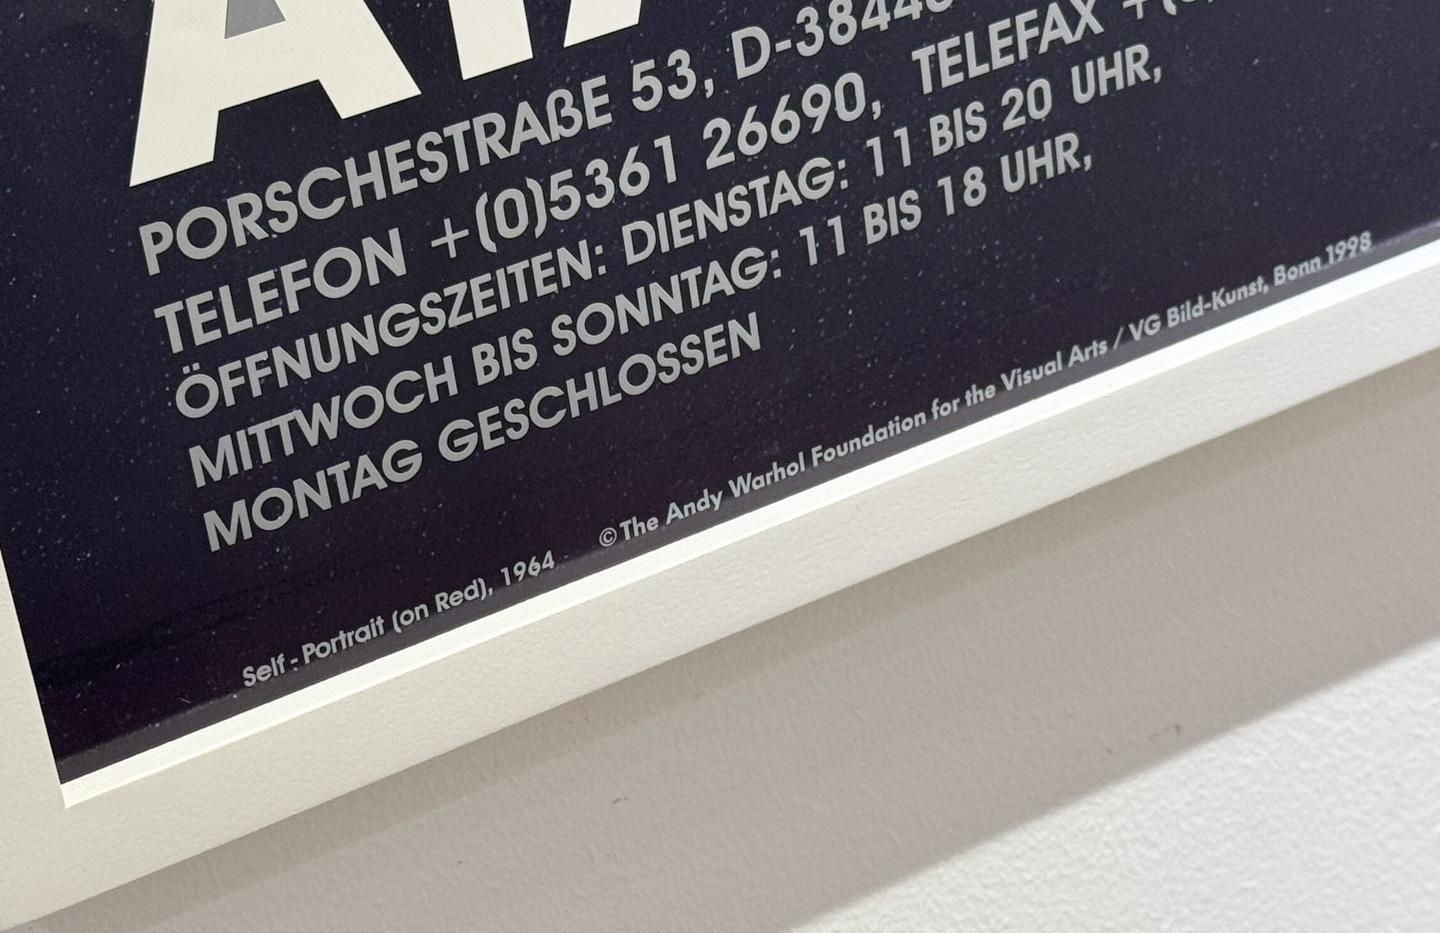 PORSCHESTRAßE 53, D-38440
TELEFON +(0)5361 26690, TELEFAX +(0)
ÖFFNUNGSZEITEN: DIENSTAG: 11 BIS 20 UHR,
MITTWOCH BIS SONNTAG: 11 BIS 18 UHR,
MONTAG GESCHLOSSEN
Self - Portrait (on Red), 1964 © The Andy Warhol Foundation for the Visual Arts / VG Bild-Kunst, Bonn 1998